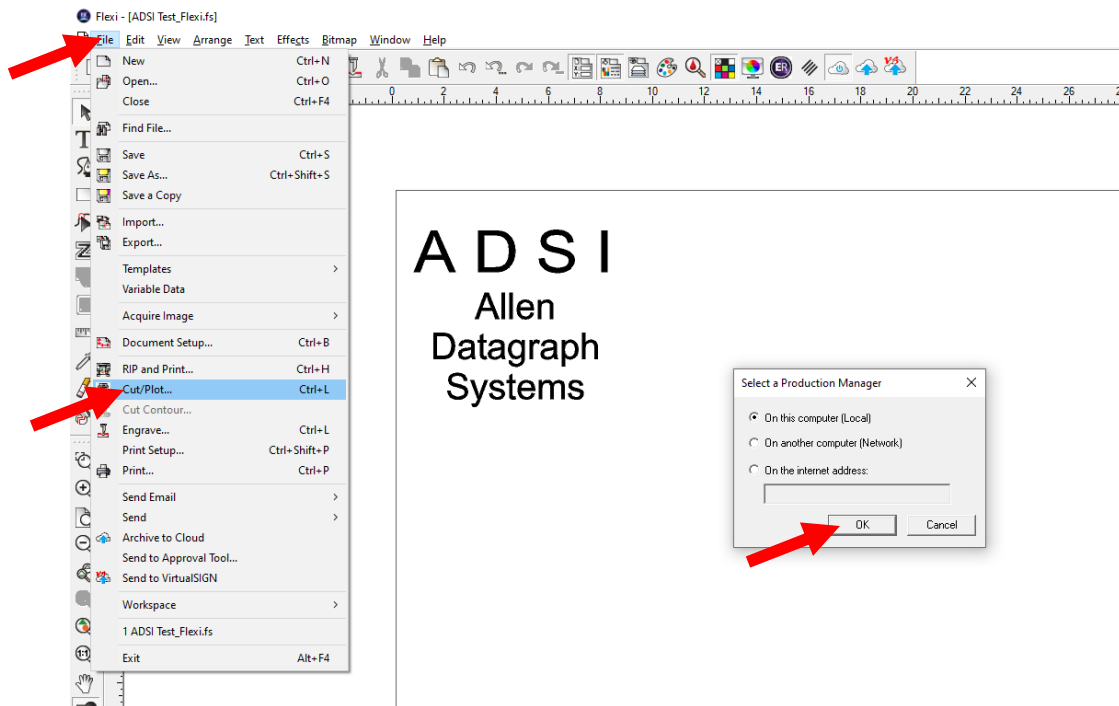 Flexi - [ADSI Test_Flexi.fs]
File Edit View Arrange Text Effects Bitmap Window Help
New Ctrl+N
Open... Ctrl+O
Close Ctrl+F4
Find File...
Save Ctrl+S
Save As... Ctrl+Shift+S
Save a Copy
Import...
Export...
Templates
Variable Data
Acquire Image
Document Setup... Ctrl+B
RIP and Print... Ctrl+H
Cut/Plot... Ctrl+L
Cut Contour...
Engrave... Ctrl+L
Print Setup... Ctrl+Shift+P
Print... Ctrl+P
Send Email
Send
Archive to Cloud
Send to Approval Tool...
Send to VirtualSIGN
Workspace
1 ADSI Test_Flexi.fs
Exit Alt+F4
ER
0 2 4 6 8 10 12 14 16 18 20 22 24 26
A D S I
Allen
Datagraph
Systems
Select a Production Manager
On this computer (Local)
On another computer (Network)
On the internet address:
OK Cancel